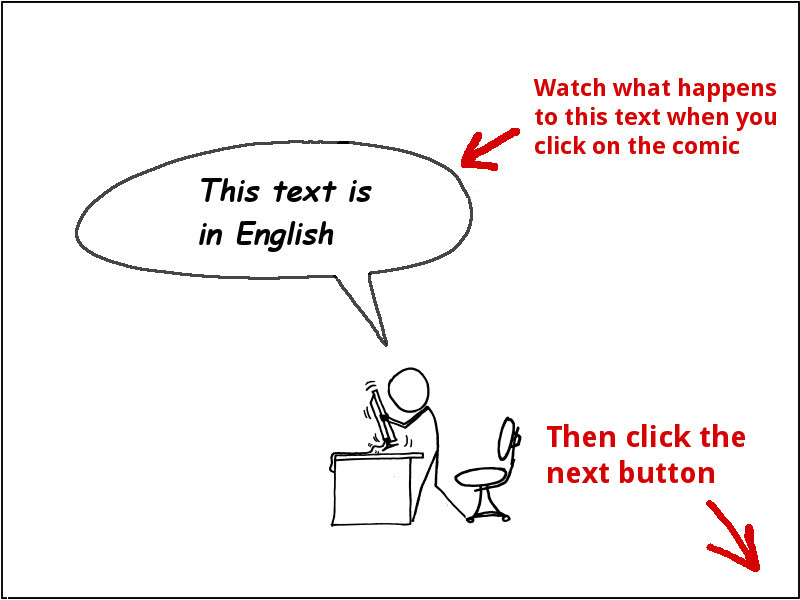 Watch what happens
to this text when you
click on the comic
This text is
in English
Then click the
next button